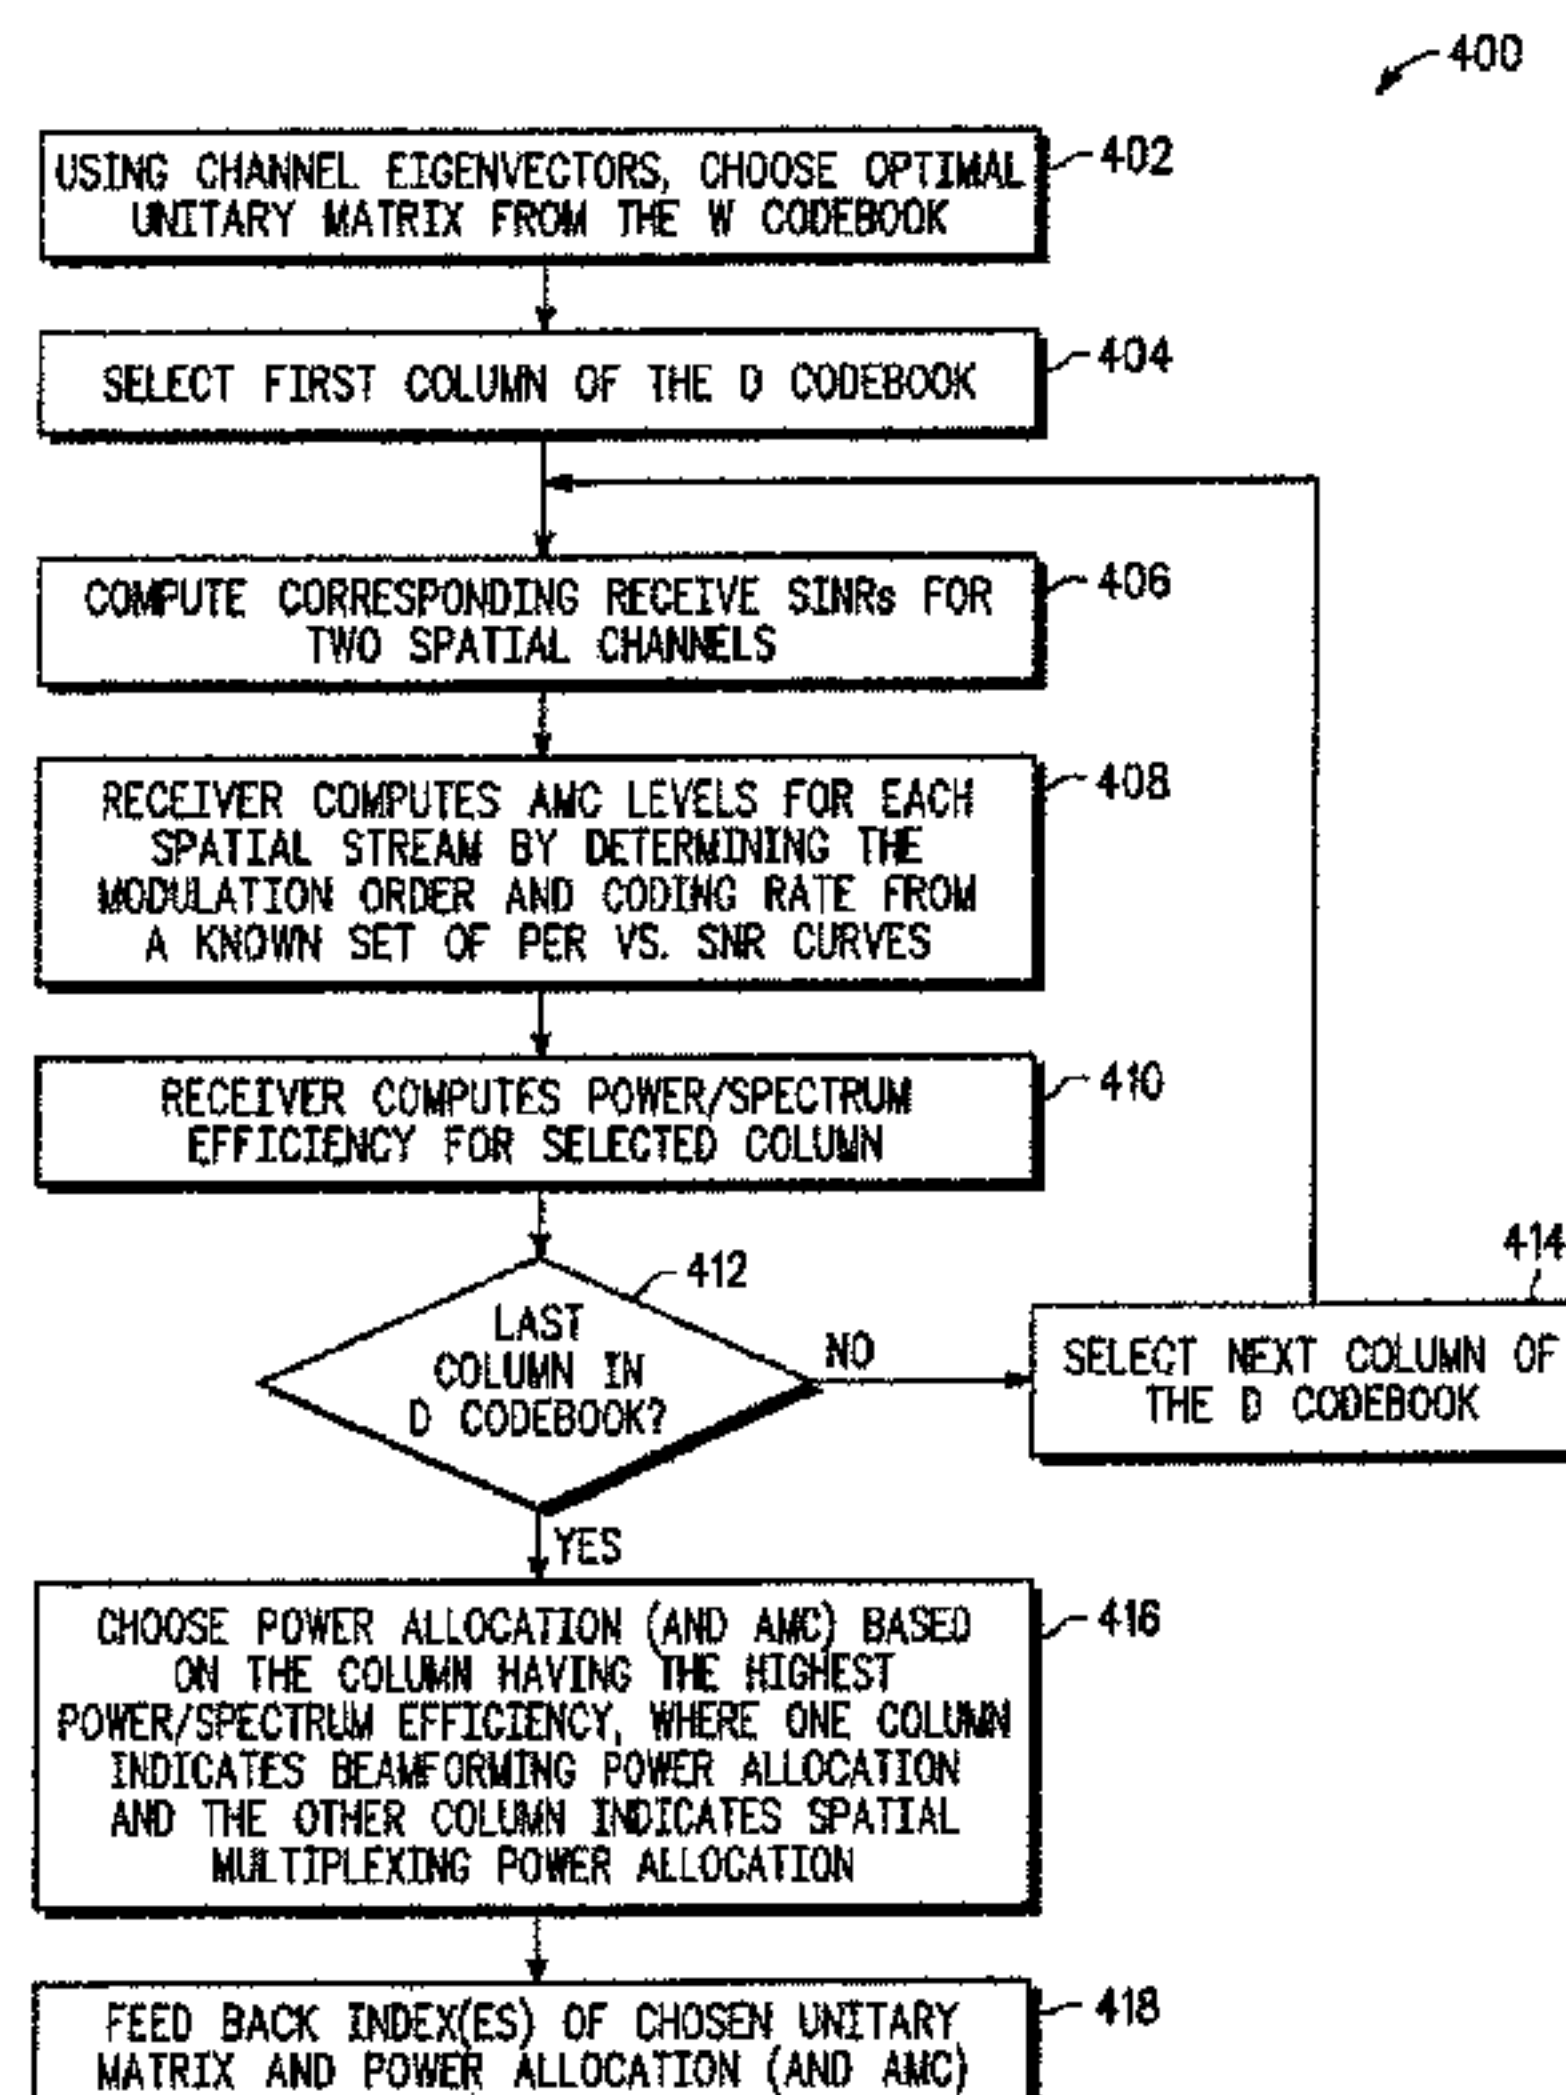 400
USING CHANNEL EIGENVECTORS, CHOOSE OPTIMAL
UNITARY MATRIX FROM THE W CODEBOOK
402
SELECT FIRST COLUMN OF THE D CODEBOOK
404
COMPUTE CORRESPONDING RECEIVE SINRs FOR
TWO SPATIAL CHANNELS
406
RECEIVER COMPUTES AMC LEVELS FOR EACH
SPATIAL STREAM BY DETERMINING THE
MODULATION ORDER AND CODING RATE FROM
A KNOWN SET OF PER VS. SNR CURVES
408
RECEIVER COMPUTES POWER/SPECTRUM
EFFICIENCY FOR SELECTED COLUMN
410
LAST
COLUMN IN
D CODEBOOK?
412
NO
SELECT NEXT COLUMN OF
THE D CODEBOOK
414
YES
CHOOSE POWER ALLOCATION (AND AMC) BASED
ON THE COLUMN HAVING THE HIGHEST
POWER/SPECTRUM EFFICIENCY, WHERE ONE COLUMN
INDICATES BEAMFORMING POWER ALLOCATION
AND THE OTHER COLUMN INDICATES SPATIAL
MULTIPLEXING POWER ALLOCATION
416
FEED BACK INDEX(ES) OF CHOSEN UNITARY
MATRIX AND POWER ALLOCATION (AND AMC)
418